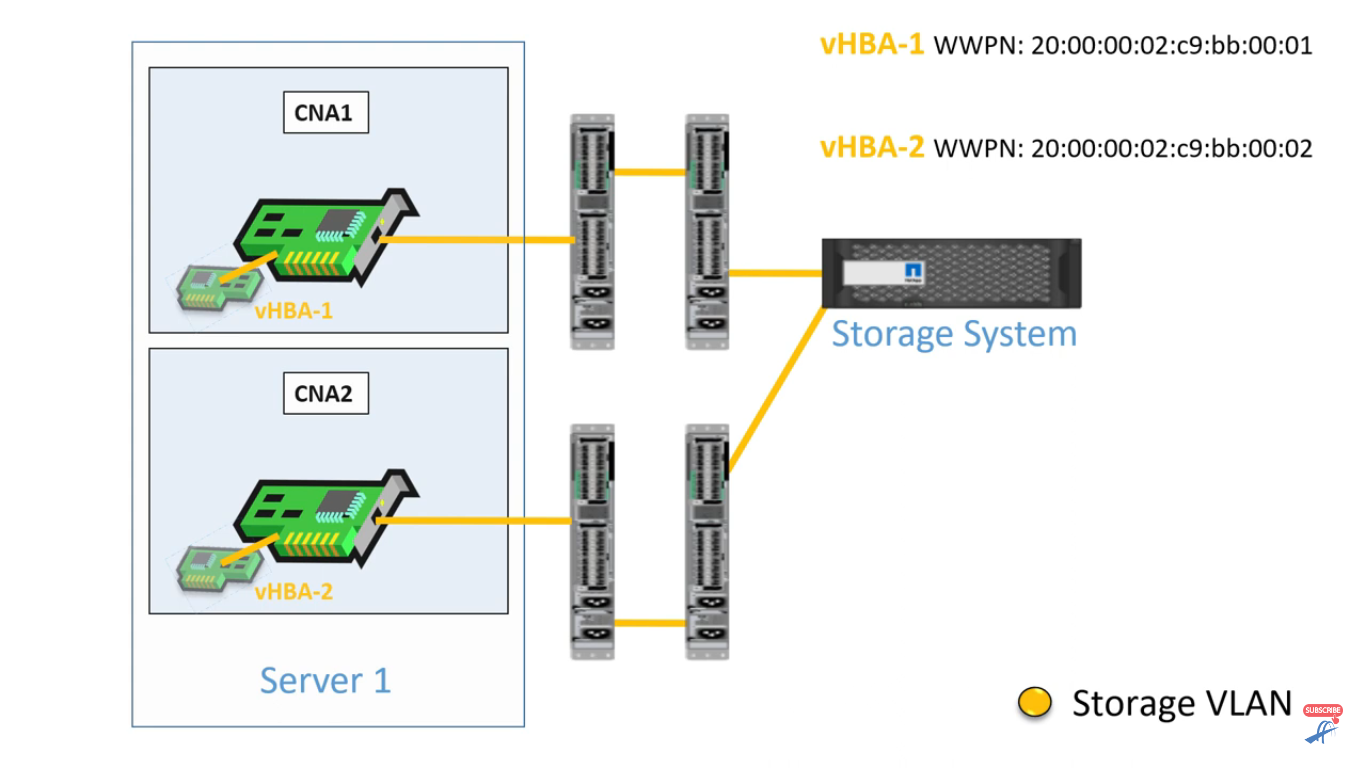 vHBA-1 WWPN: 20:00:00:02:c9:bb:00:01
CNA1
vHBA-2 WWPN: 20:00:00:02:c9:bb:00:02
vHBA-1
Storage System
CNA2
vHBA-2
Server 1
Storage VLAN
SUBSCRIBE